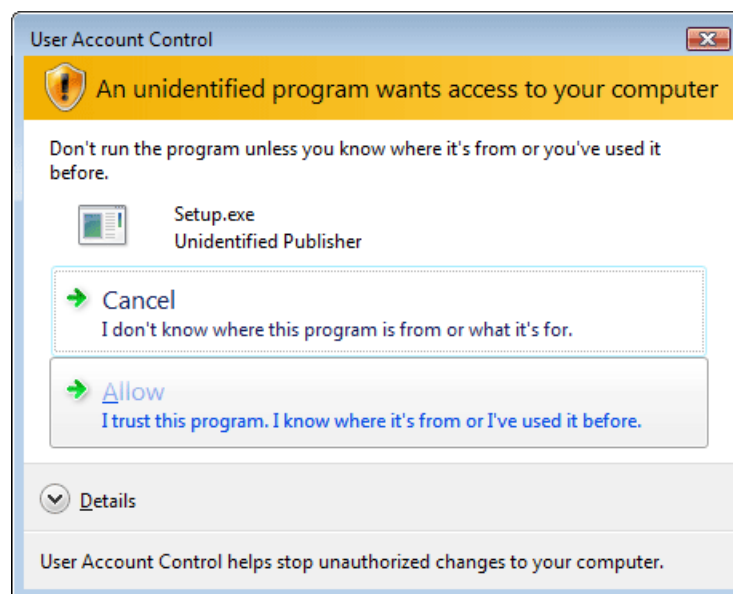 User Account Control
An unidentified program wants access to your computer
Don't run the program unless you know where it's from or you've used it
before.
Setup.exe
Unidentified Publisher
Cancel
I don't know where this program is from or what it's for.
Allow
I trust this program. I know where it's from or I've used it before.
Details
User Account Control helps stop unauthorized changes to your computer.